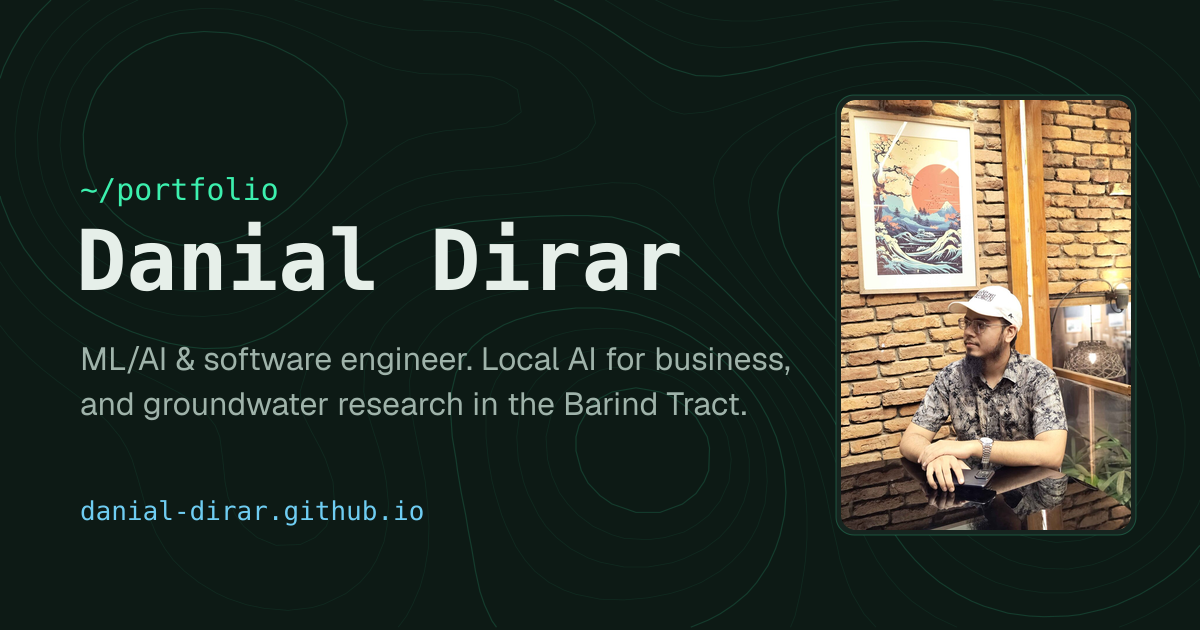 ~/portfolio
Danial Dirar
ML/AI & software engineer. Local AI for business,
and groundwater research in the Barind Tract.
danial-dirar.github.io